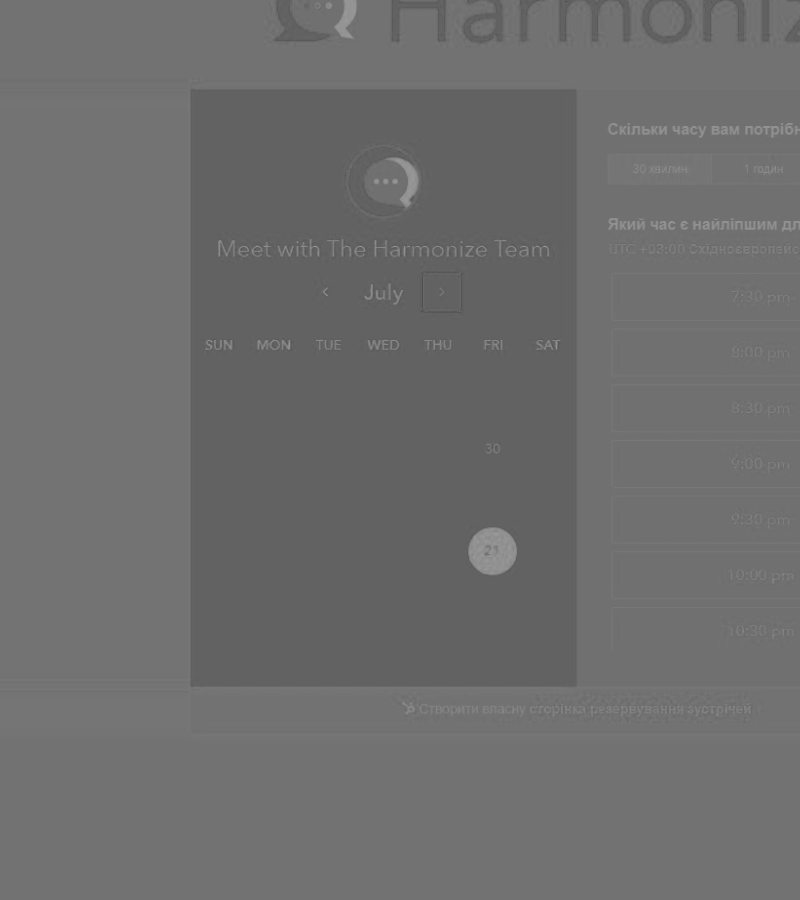 Harmoniz
Meet with The Harmonize Team
July
SUN MON TUE WED THU FRI SAT
30
21
Скільки часу вам потрібн
30 хвилин 1 годин
Який час є найліпшим дл
UTC +03:00 Східноєвропейс
7:30 pm
8:00 pm
8:30 pm
9:00 pm
9:30 pm
10:00 pm
10:30 pm
Створити власну сторінка резервування зустрічей